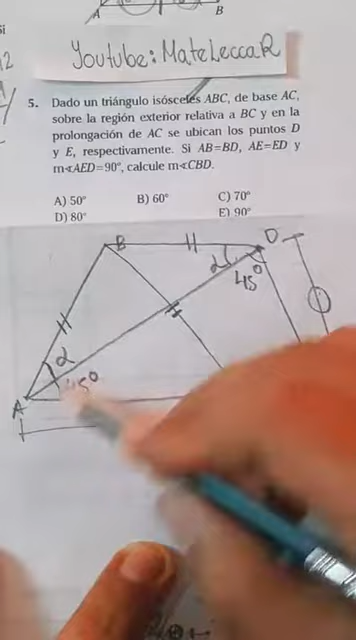 B
A
Youtube: MateLeccaR
5. Dado un triángulo isósceles ABC, de base AC,
sobre la región exterior relativa a BC y en la
prolongación de AC se ubican los puntos D
y E, respectivamente. Si AB=BD, AE=ED y
m∢AED=90°, calcule m∢CBD.
A) 50° B) 60° C) 70°
D) 80° E) 90°
B D
α 45°
α
45°
A